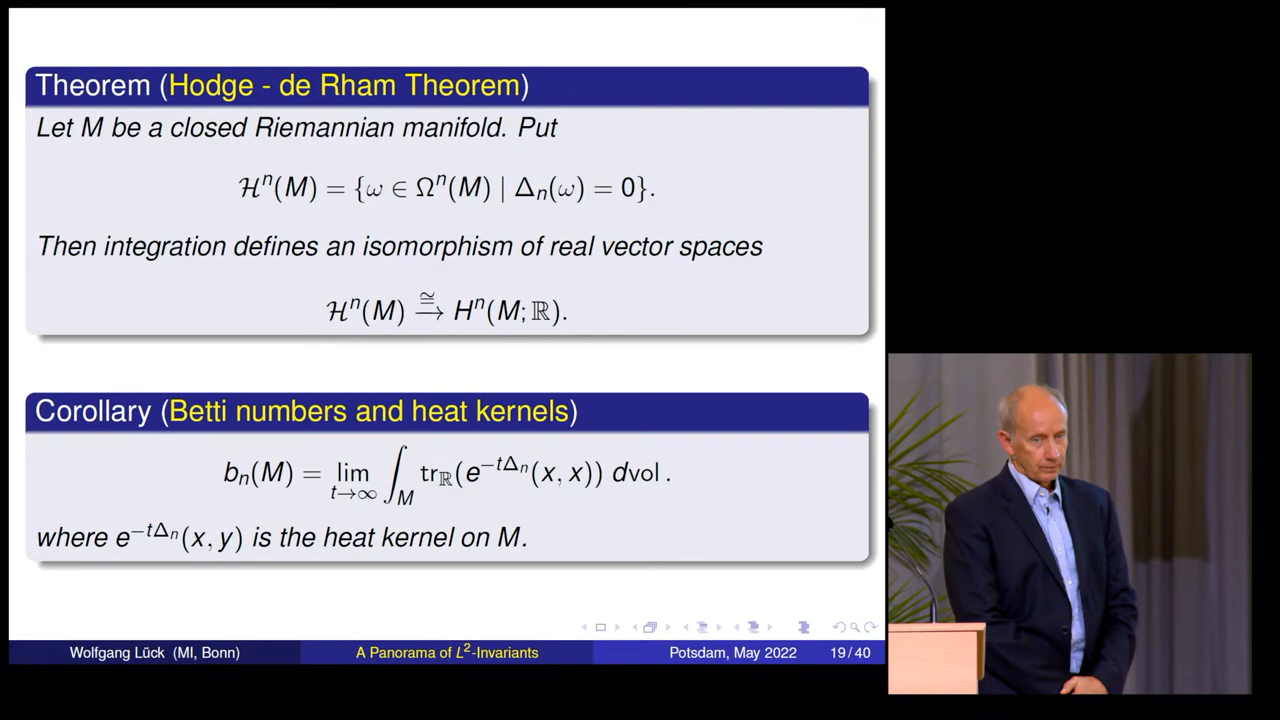 Theorem (Hodge - de Rham Theorem)
Let M be a closed Riemannian manifold. Put
ℋⁿ(M) = {ω ∈ Ωⁿ(M) | Δₙ(ω) = 0}.
Then integration defines an isomorphism of real vector spaces
ℋⁿ(M) ≅→ Hⁿ(M; ℝ).
Corollary (Betti numbers and heat kernels)
bₙ(M) = lim_{t→∞} ∫_M tr_ℝ(e^{−tΔₙ}(x, x)) dvol .
where e^{−tΔₙ}(x, y) is the heat kernel on M.
Wolfgang Lück (MI, Bonn) A Panorama of L²-Invariants Potsdam, May 2022 19 / 40